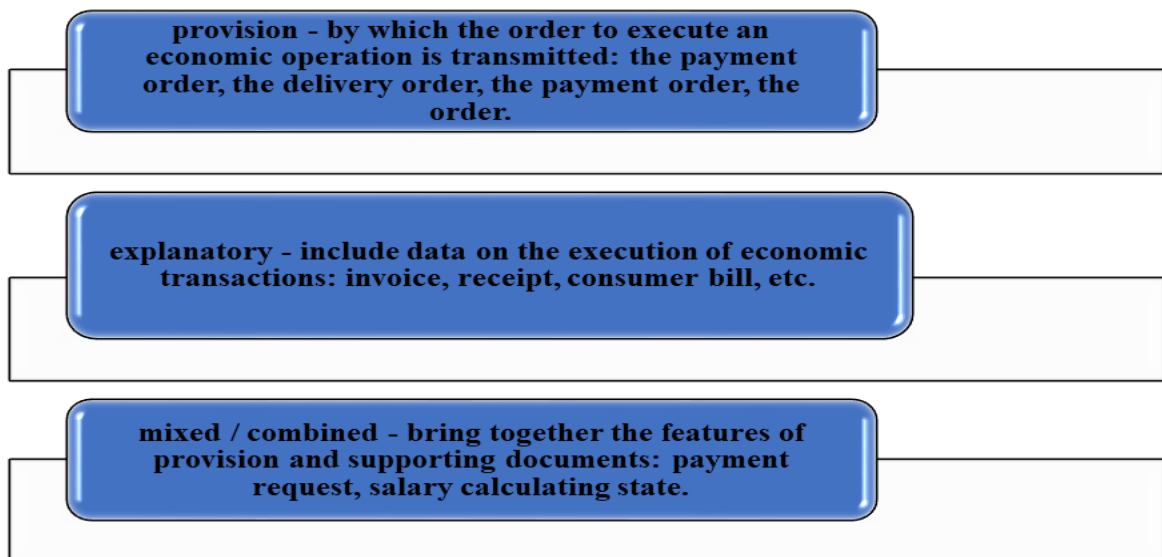 provision - by which the order to execute an
economic operation is transmitted: the payment
order, the delivery order, the payment order, the
order.
explanatory - include data on the execution of economic
transactions: invoice, receipt, consumer bill, etc.
mixed / combined - bring together the features of
provision and supporting documents: payment
request, salary calculating state.